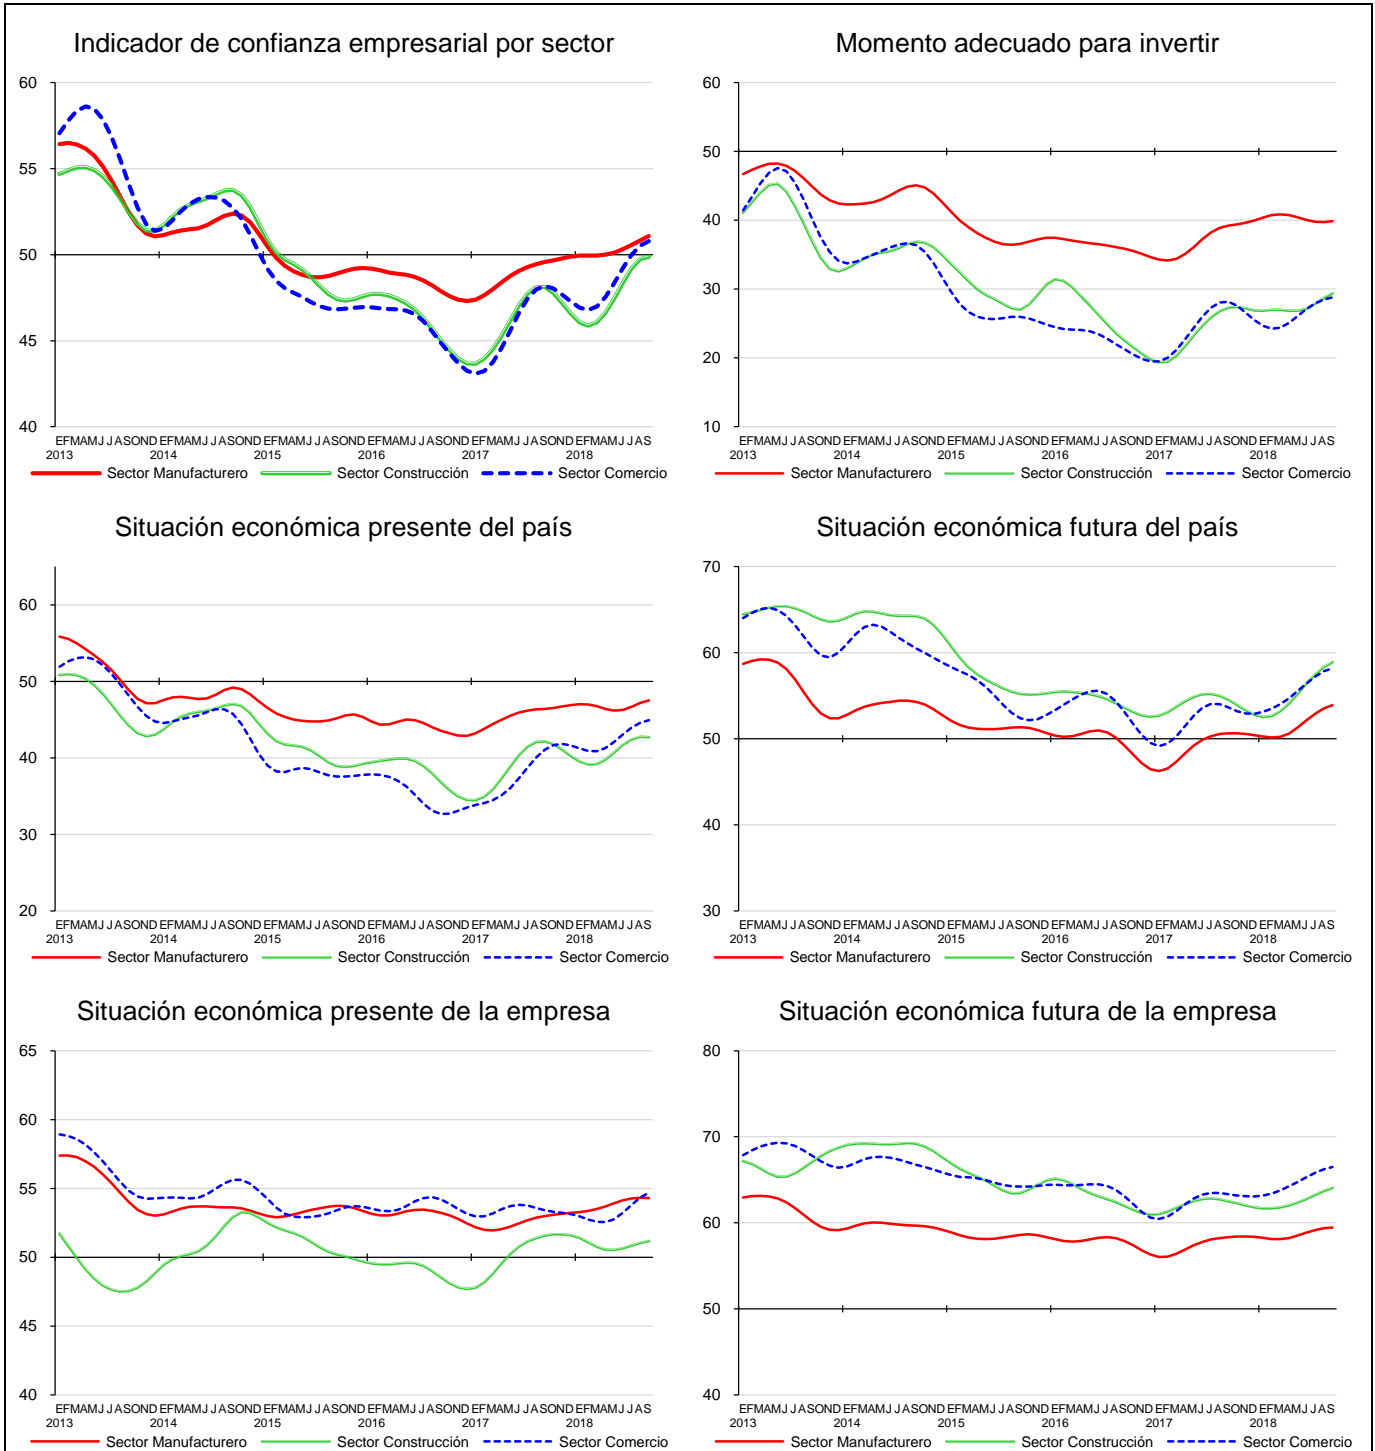 Indicador de confianza empresarial por sector
60
55
50
45
40
EFMAMJ JASOND EFMAMJ JASOND EFMAMJ JASOND EFMAMJ JASOND EFMAMJ JASOND EFMAMJ JAS
2013 2014 2015 2016 2017 2018
Sector Manufacturero Sector Construcción Sector Comercio
Momento adecuado para invertir
60
50
40
30
20
10
EFMAMJ JASOND EFMAMJ JASOND EFMAMJ JASOND EFMAMJ JASOND EFMAMJ JASOND EFMAMJ JAS
2013 2014 2015 2016 2017 2018
Sector Manufacturero Sector Construcción Sector Comercio
Situación económica presente del país
60
50
40
30
20
EFMAMJ JASOND EFMAMJ JASOND EFMAMJ JASOND EFMAMJ JASOND EFMAMJ JASOND EFMAMJ JAS
2013 2014 2015 2016 2017 2018
Sector Manufacturero Sector Construcción Sector Comercio
Situación económica futura del país
70
60
50
40
30
EFMAMJ JASOND EFMAMJ JASOND EFMAMJ JASOND EFMAMJ JASOND EFMAMJ JASOND EFMAMJ JAS
2013 2014 2015 2016 2017 2018
Sector Manufacturero Sector Construcción Sector Comercio
Situación económica presente de la empresa
65
60
55
50
45
40
EFMAMJ JASOND EFMAMJ JASOND EFMAMJ JASOND EFMAMJ JASOND EFMAMJ JASOND EFMAMJ JAS
2013 2014 2015 2016 2017 2018
Sector Manufacturero Sector Construcción Sector Comercio
Situación económica futura de la empresa
80
70
60
50
40
EFMAMJ JASOND EFMAMJ JASOND EFMAMJ JASOND EFMAMJ JASOND EFMAMJ JASOND EFMAMJ JAS
2013 2014 2015 2016 2017 2018
Sector Manufacturero Sector Construcción Sector Comercio